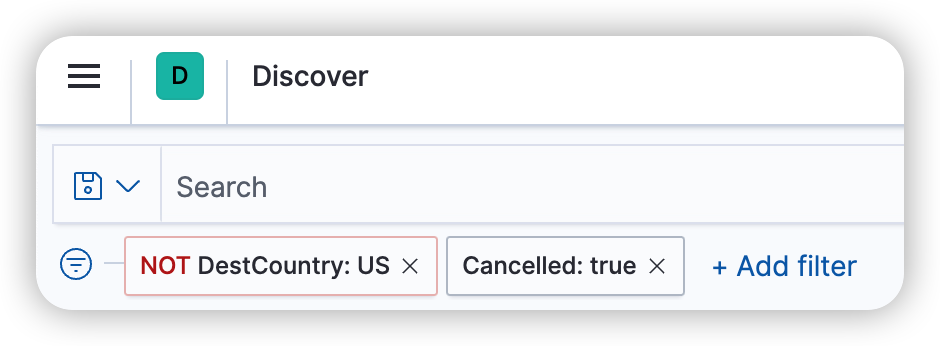 D Discover
Search
NOT DestCountry: US × Cancelled: true × + Add filter